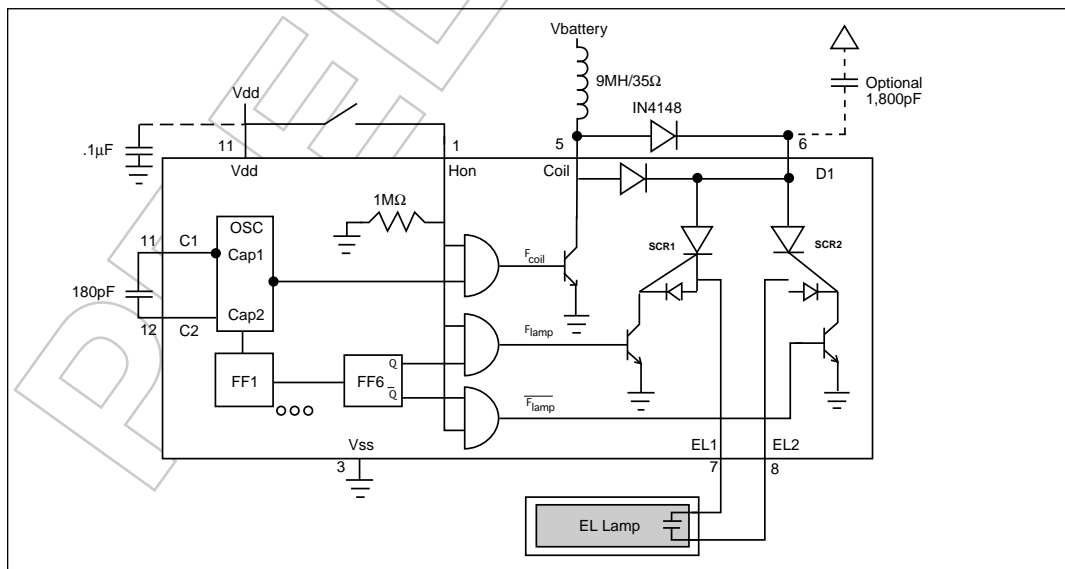 Vbattery
9MH/35Ω
Optional
1,800pF
IN4148
Vdd
.1µF
11
1
5
6
Vdd
Hon
Coil
D1
1MΩ
OSC
11
C1
Cap1
SCR1
SCR2
Fcoil
180pF
Cap2
12
C2
Flamp
Q
FF1
FF6
Q̅
F̅l̅a̅m̅p̅
Vss
EL1
EL2
3
7
8
EL Lamp